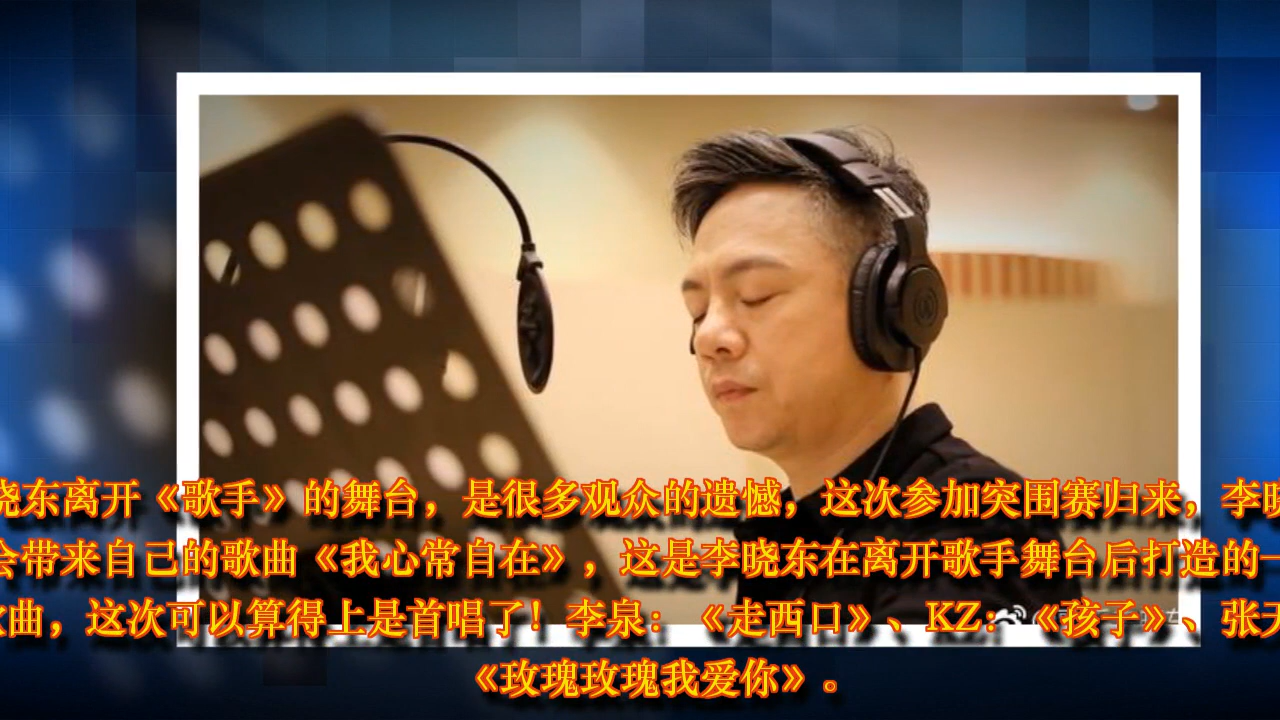 晓东离开《歌手》的舞台，是很多观众的遗憾，这次参加突围赛归来，李晓
会带来自己的歌曲《我心常自在》，这是李晓东在离开歌手舞台后打造的一
歌曲，这次可以算得上是首唱了！李泉：《走西口》、KZ：《孩子》、张天
《玫瑰玫瑰我爱你》。